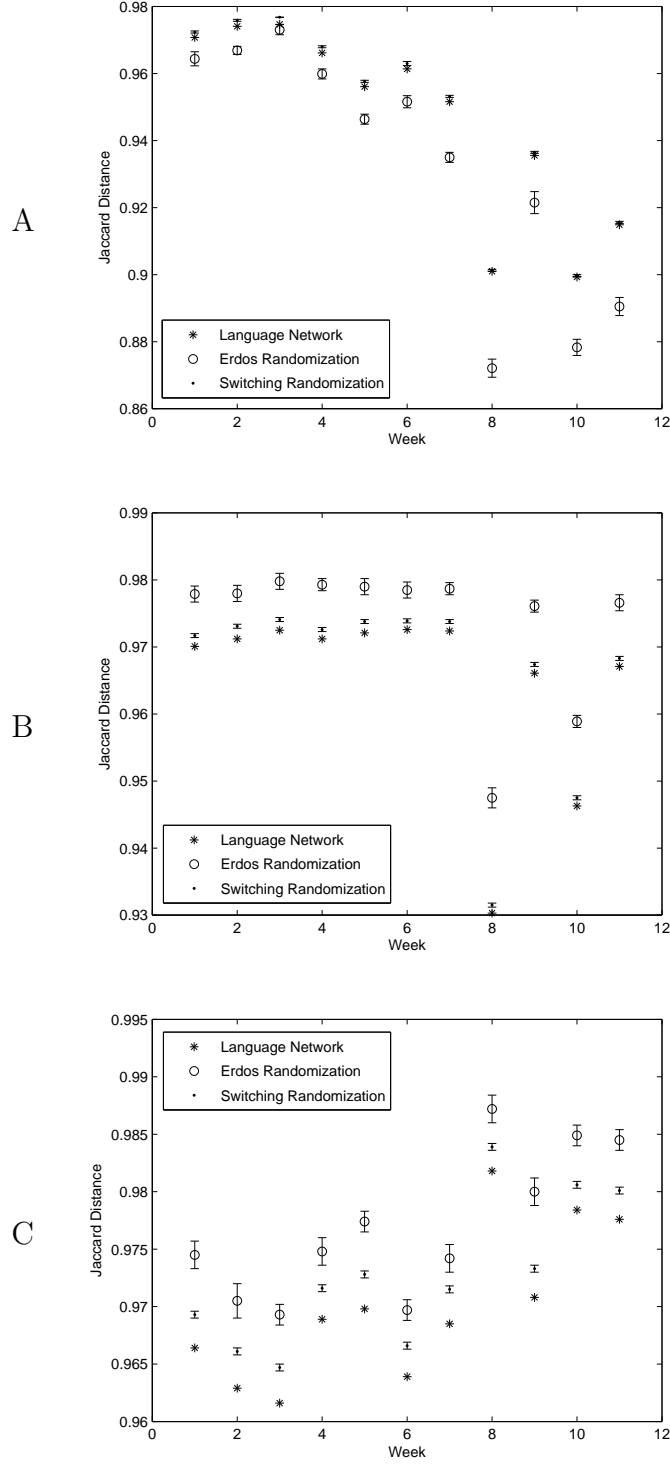 A
0.98
0.96
0.94
0.92
0.9
0.88
0.86
Jaccard Distance
Language Network
Erdos Randomization
Switching Randomization
0 2 4 6 8 10 12
Week
B
0.99
0.98
0.97
0.96
0.95
0.94
0.93
Jaccard Distance
Language Network
Erdos Randomization
Switching Randomization
0 2 4 6 8 10 12
Week
C
0.995
0.99
0.985
0.98
0.975
0.97
0.965
0.96
Jaccard Distance
Language Network
Erdos Randomization
Switching Randomization
0 2 4 6 8 10 12
Week